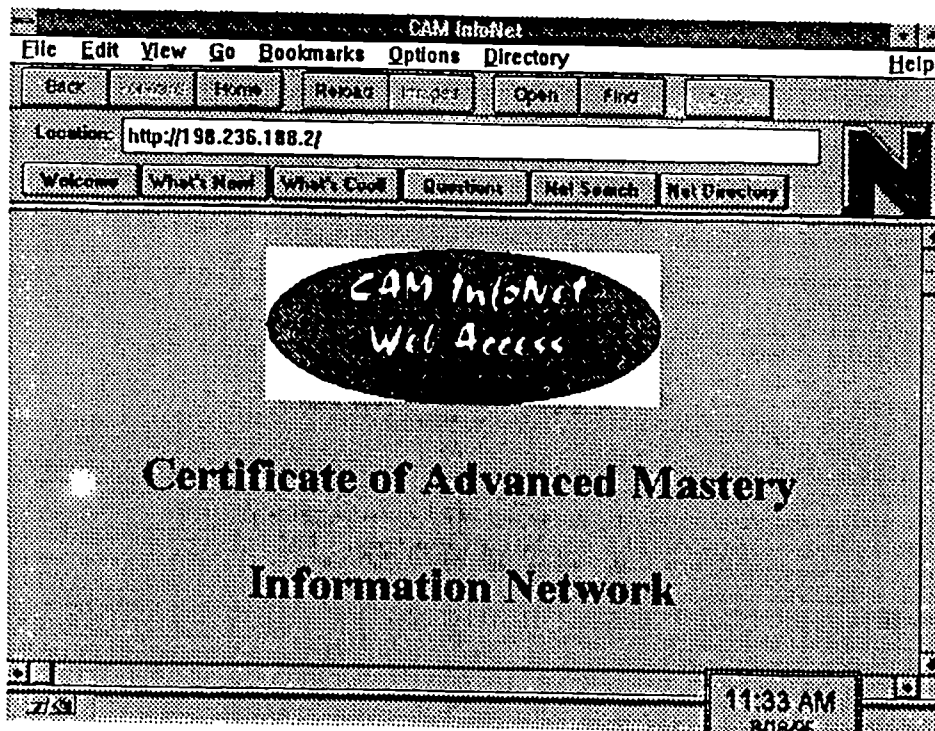 CAM InfoNet
File Edit View Go Bookmarks Options Directory Help
Back Forward Home Reload Images Open Find
Location: http://198.236.188.2/
Welcome What's New! What's Cool! Questions Net Search Net Directory
N
CAM InfoNet
Web Access
Certificate of Advanced Mastery
Information Network
11:33 AM